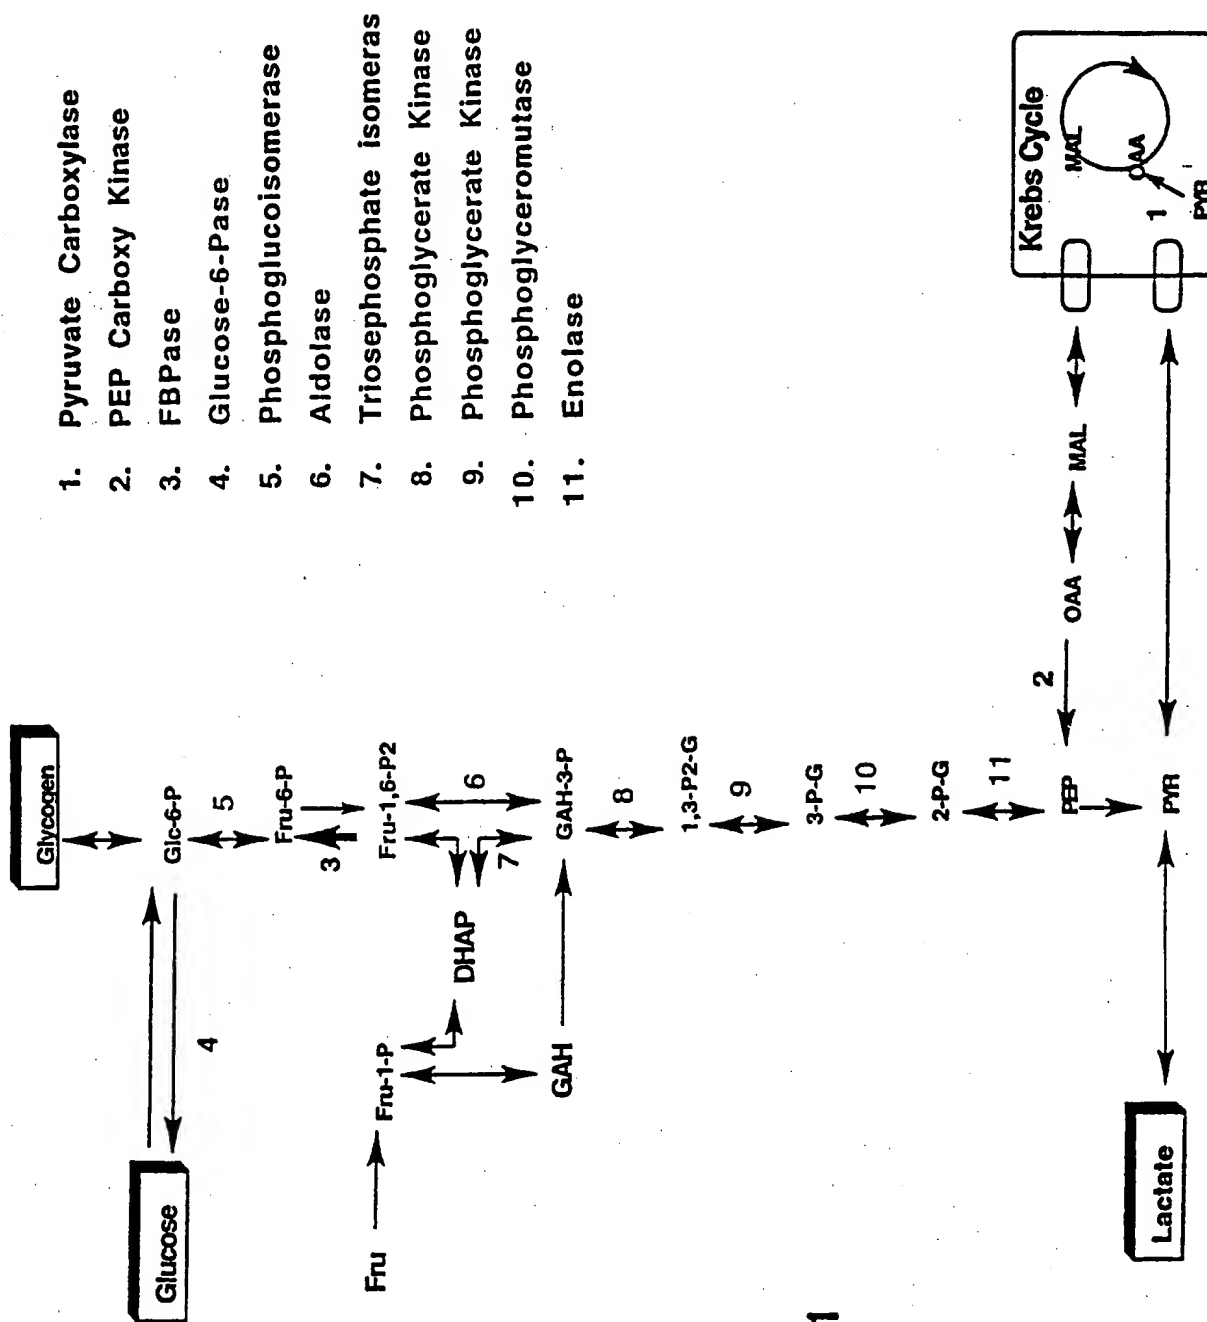 1. Pyruvate Carboxylase
2. PEP Carboxy Kinase
3. FBPase
4. Glucose-6-Pase
5. Phosphoglucoisomerase
6. Aldolase
7. Triosephosphate isomeras
8. Phosphoglycerate Kinase
9. Phosphoglycerate Kinase
10. Phosphoglyceromutase
11. Enolase
Glycogen
Glucose
4
Glc-6-P
5
Fru-6-P
3
Fru
Fru-1-P
Fru-1,6-P2
DHAP
6
7
GAH
GAH-3-P
8
1,3-P2-G
9
3-P-G
10
2-P-G
11
PEP
2
OAA
MAL
Lactate
PYR
Krebs Cycle
MAL
OAA
1
PYR
1